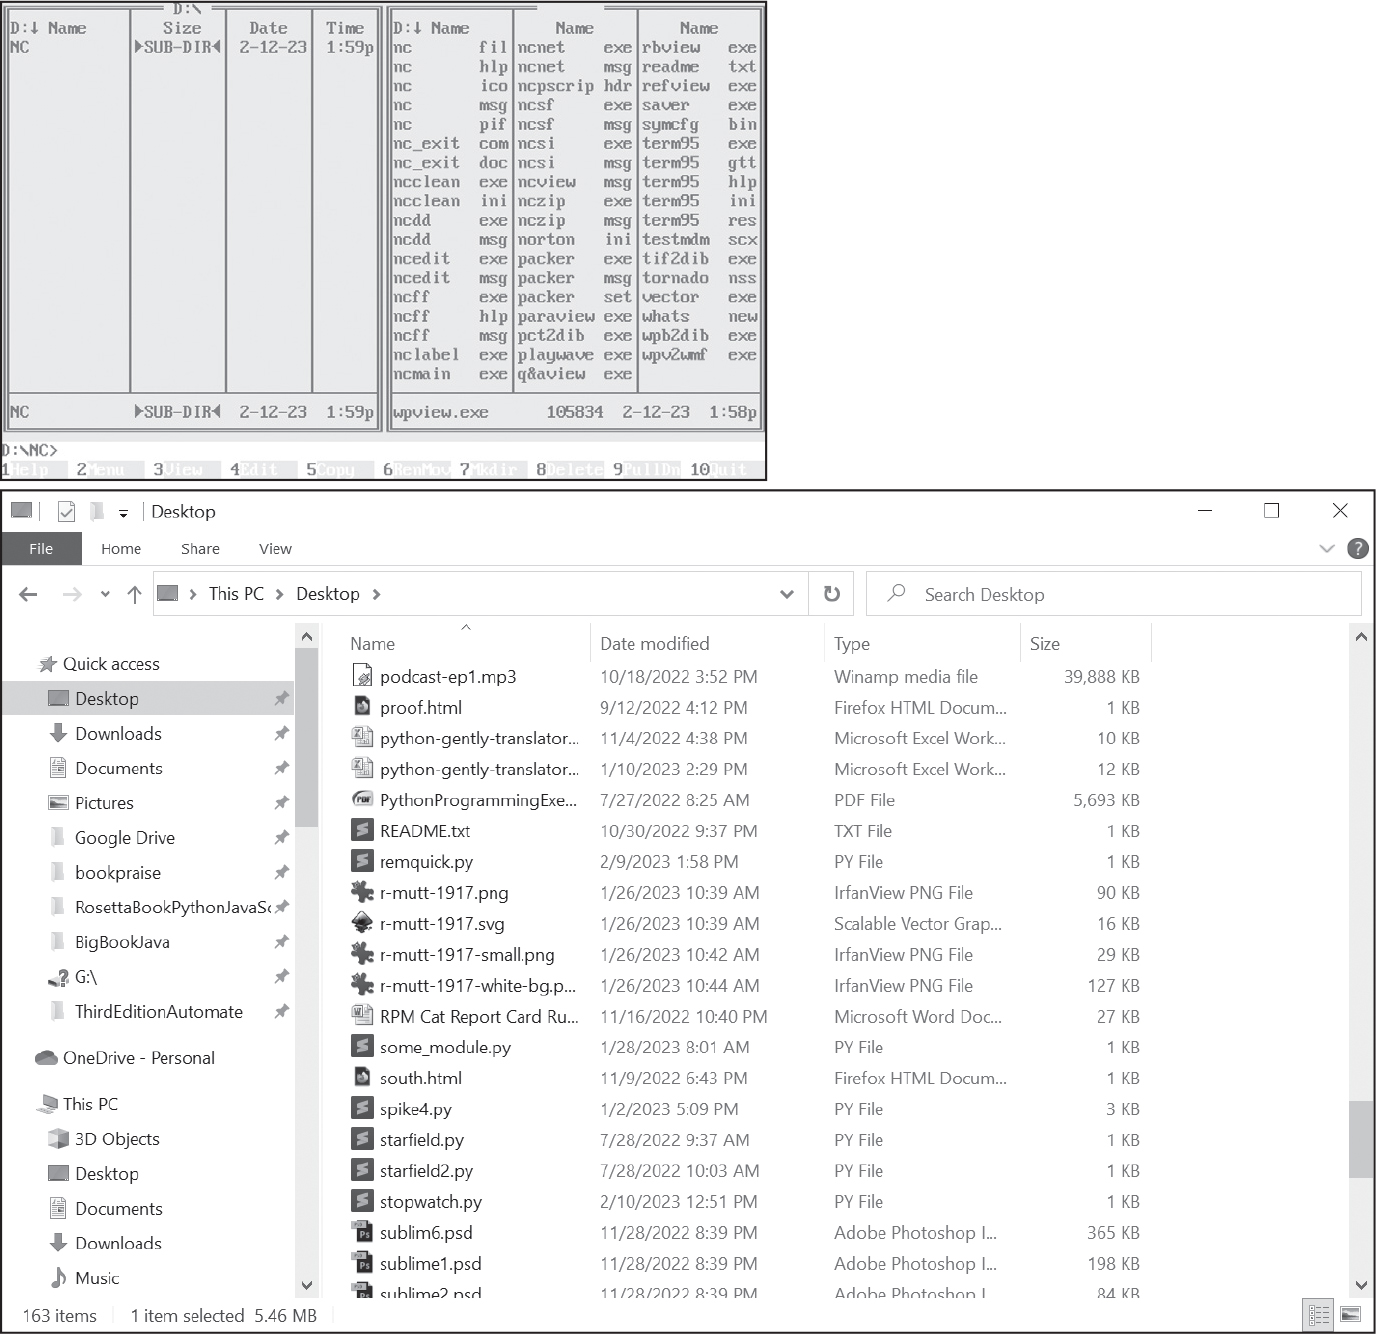 D:\
D:↓ Name Size Date Time
NC ►SUB-DIR◄ 2-12-23 1:59p
NC ►SUB-DIR◄ 2-12-23 1:59p
D:↓ Name Name Name
nc fil ncnet exe rbview exe
nc hlp ncnet msg readme txt
nc ico ncpscrip hdr refview exe
nc msg ncsf exe saver exe
nc pif ncsf msg symcfg bin
nc_exit com ncsi exe term95 exe
nc_exit doc ncsi msg term95 gtt
ncclean exe ncview msg term95 hlp
ncclean ini nczip exe term95 ini
ncdd exe nczip msg term95 res
ncdd msg norton ini testmdm scx
ncedit exe packer exe tif2dib exe
ncedit msg packer msg tornado nss
ncff exe packer set vector exe
ncff hlp paraview exe whats new
ncff msg pct2dib exe wpb2dib exe
nclabel exe playwave exe wpv2wmf exe
ncmain exe q&aview exe
wpview.exe 105834 2-12-23 1:58p
D:\NC>
1Help 2Menu 3View 4Edit 5Copy 6RenMov 7Mkdir 8Delete 9PullDn 10Quit
Desktop
File Home Share View
This PC > Desktop >
Search Desktop
Quick access
Desktop
Downloads
Documents
Pictures
Google Drive
bookpraise
RosettaBookPythonJavaSc
BigBookJava
G:\
ThirdEditionAutomate
OneDrive - Personal
This PC
3D Objects
Desktop
Documents
Downloads
Music
Name Date modified Type Size
podcast-ep1.mp3 10/18/2022 3:52 PM Winamp media file 39,888 KB
proof.html 9/12/2022 4:12 PM Firefox HTML Docum... 1 KB
python-gently-translator... 11/4/2022 4:38 PM Microsoft Excel Work... 10 KB
python-gently-translator... 1/10/2023 2:29 PM Microsoft Excel Work... 12 KB
PythonProgrammingExe... 7/27/2022 8:25 AM PDF File 5,693 KB
README.txt 10/30/2022 9:37 PM TXT File 1 KB
remquick.py 2/9/2023 1:58 PM PY File 1 KB
r-mutt-1917.png 1/26/2023 10:39 AM IrfanView PNG File 90 KB
r-mutt-1917.svg 1/26/2023 10:39 AM Scalable Vector Grap... 16 KB
r-mutt-1917-small.png 1/26/2023 10:42 AM IrfanView PNG File 29 KB
r-mutt-1917-white-bg.p... 1/26/2023 10:44 AM IrfanView PNG File 127 KB
RPM Cat Report Card Ru... 11/16/2022 10:40 PM Microsoft Word Doc... 27 KB
some_module.py 1/28/2023 8:01 AM PY File 1 KB
south.html 11/9/2022 6:43 PM Firefox HTML Docum... 1 KB
spike4.py 1/2/2023 5:09 PM PY File 3 KB
starfield.py 7/28/2022 9:37 AM PY File 1 KB
starfield2.py 7/28/2022 10:03 AM PY File 1 KB
stopwatch.py 2/10/2023 12:51 PM PY File 1 KB
sublim6.psd 11/28/2022 8:39 PM Adobe Photoshop I... 365 KB
sublime1.psd 11/28/2022 8:39 PM Adobe Photoshop I... 198 KB
sublime2.psd 11/28/2022 8:39 PM Adobe Photoshop I... 84 KB
163 items 1 item selected 5.46 MB